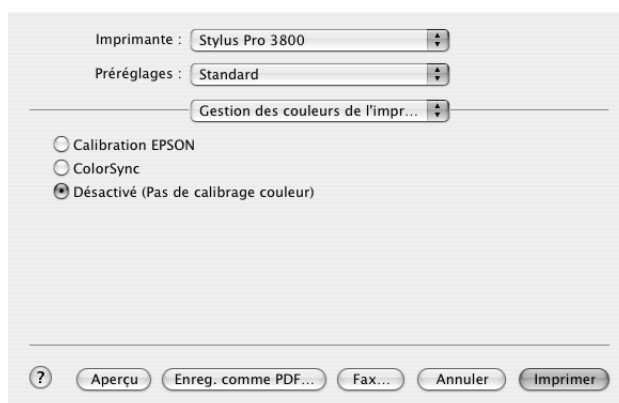 Imprimante : Stylus Pro 3800
Préréglages : Standard
Gestion des couleurs de l'impr...
Calibration EPSON
ColorSync
Désactivé (Pas de calibrage couleur)
? Aperçu Enreg. comme PDF... Fax... Annuler Imprimer